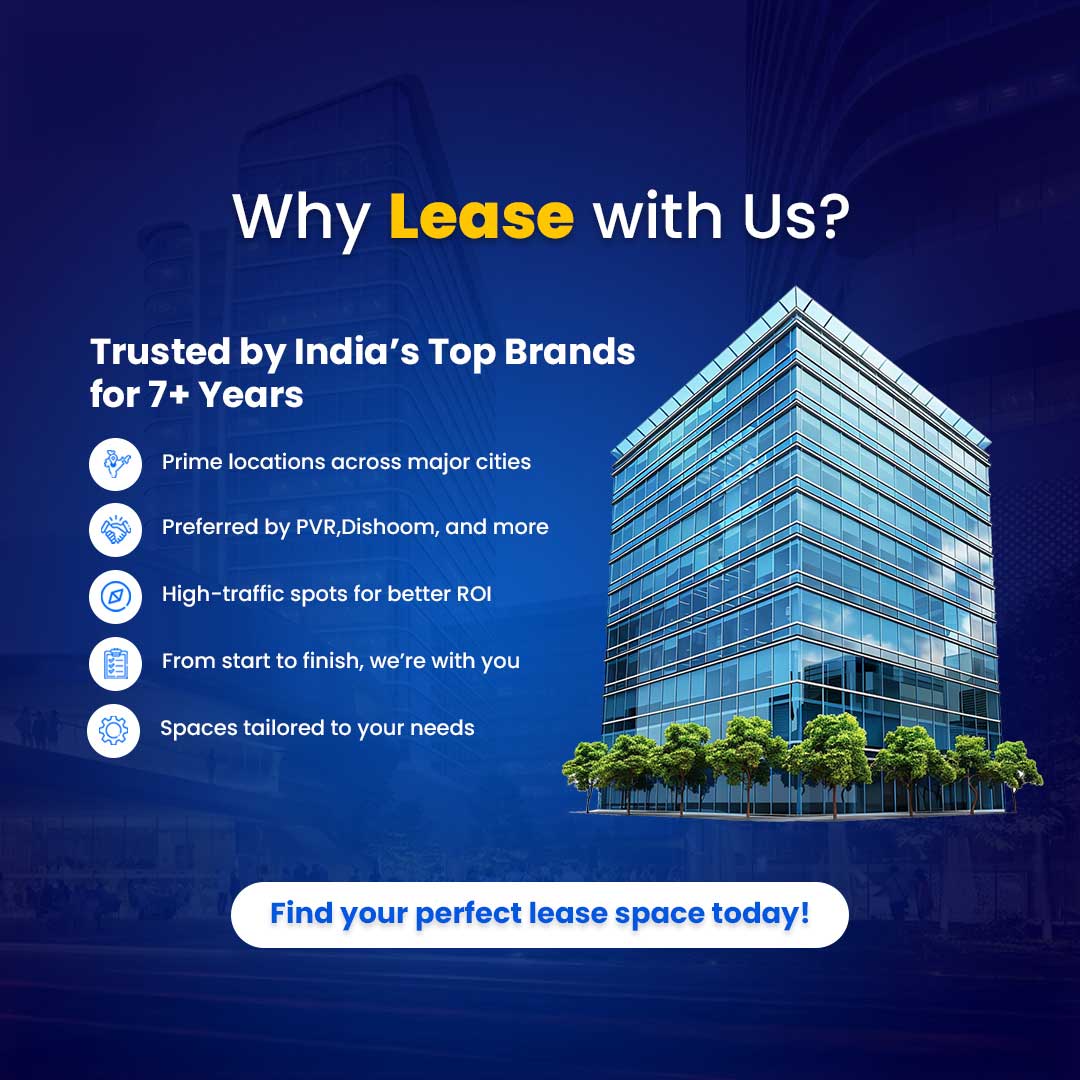 Why Lease with Us?
Trusted by India’s Top Brands
for 7+ Years
Prime locations across major cities
Preferred by PVR,Dishoom, and more
High-traffic spots for better ROI
From start to finish, we’re with you
Spaces tailored to your needs
Find your perfect lease space today!